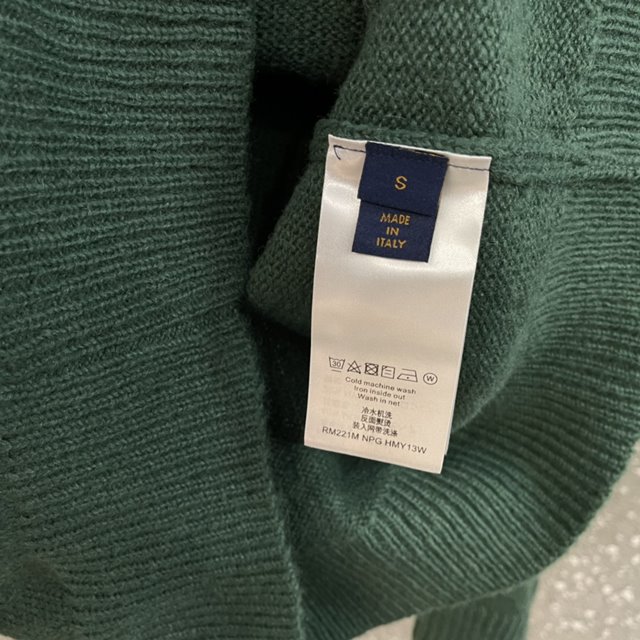 S
MADE
IN
ITALY
30
W
Cold machine wash
Iron inside out
Wash in net
冷水机洗
反面熨烫
装入网带洗涤
RM221M NPG HMY13W